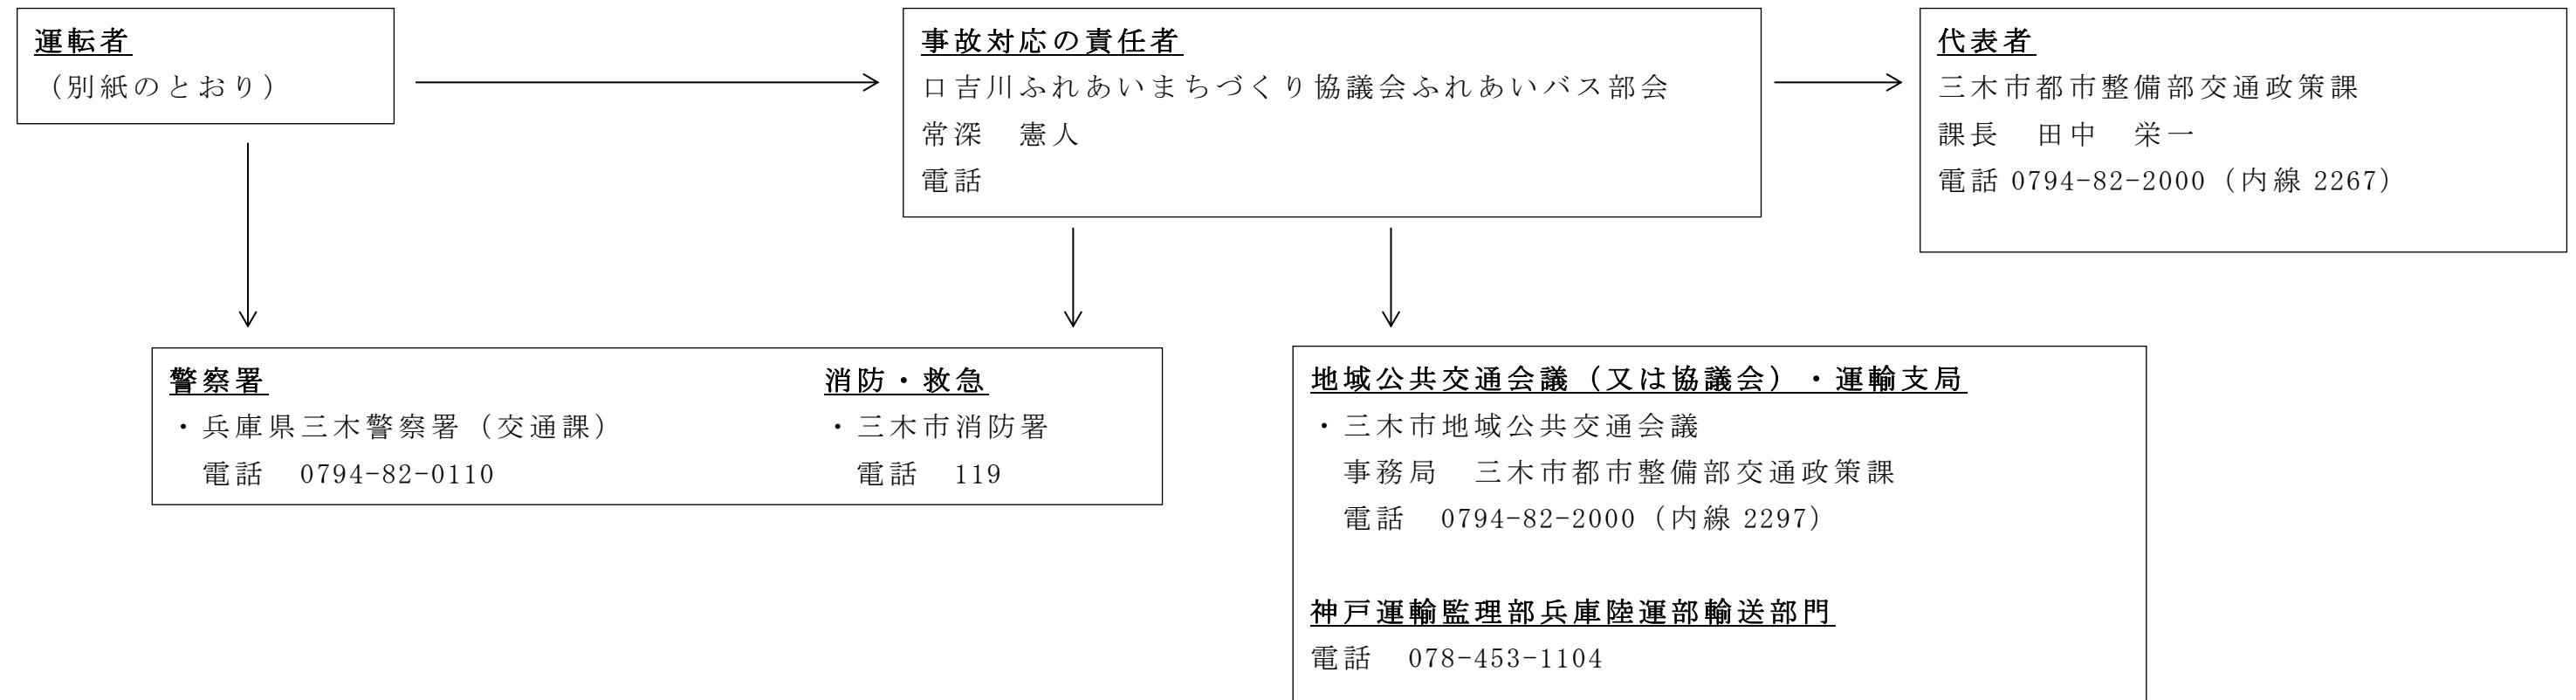 運転者
（別紙のとおり）
事故対応の責任者
口吉川ふれあいまちづくり協議会ふれあいバス部会
常深　憲人
電話
代表者
三木市都市整備部交通政策課
課長　田中　栄一
電話 0794-82-2000（内線 2267）
警察署
・兵庫県三木警察署（交通課）
電話　0794-82-0110
消防・救急
・三木市消防署
電話　119
地域公共交通会議（又は協議会）・運輸支局
・三木市地域公共交通会議
事務局　三木市都市整備部交通政策課
電話　0794-82-2000（内線 2297）
神戸運輸監理部兵庫陸運部輸送部門
電話　078-453-1104